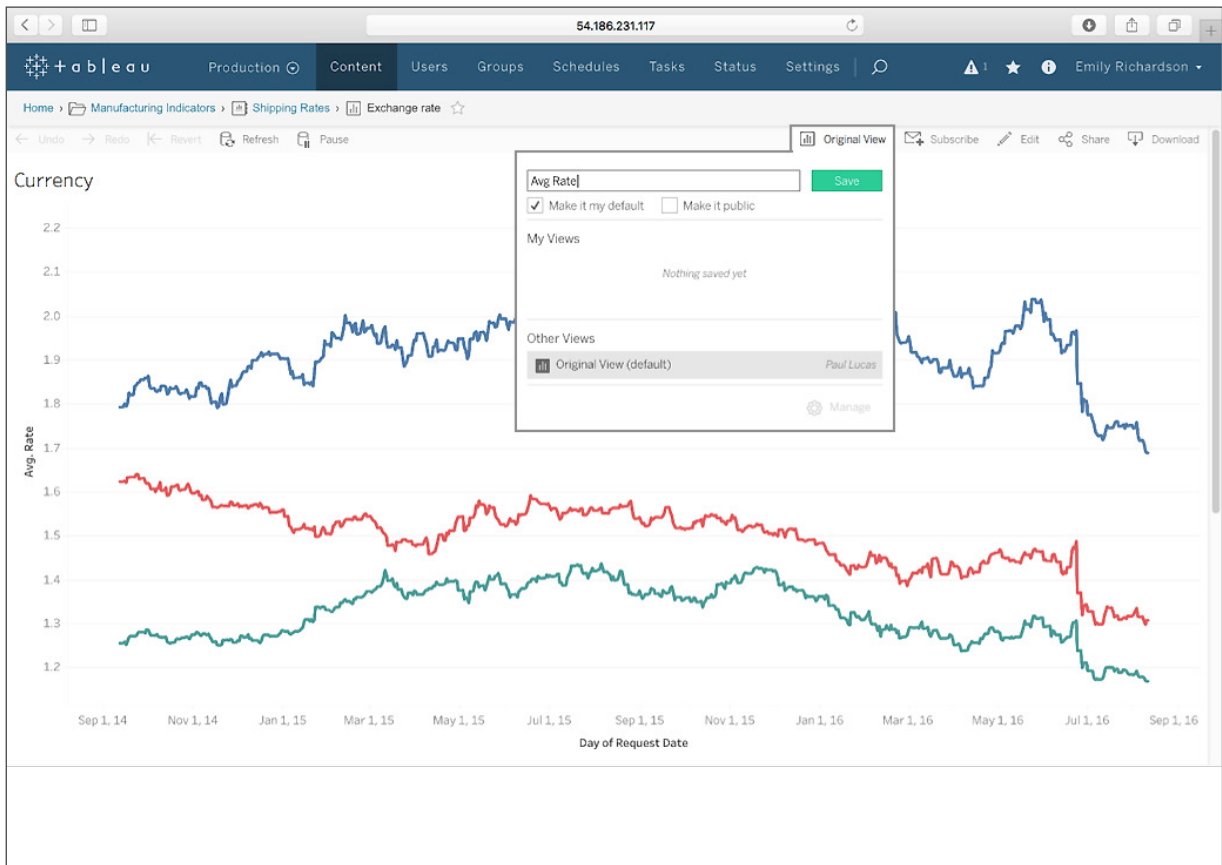 54.186.231.117
+ableau Production Content Users Groups Schedules Tasks Status Settings 1 Emily Richardson
Home › Manufacturing Indicators › Shipping Rates › Exchange rate
← Undo → Redo Revert Refresh Pause Original View Subscribe Edit Share Download
Currency
Avg Rate Save
Make it my default Make it public
My Views
Nothing saved yet
Other Views
Original View (default) Paul Lucas
Manage
2.2
2.1
2.0
1.9
1.8
1.7
1.6
1.5
1.4
1.3
1.2
Avg. Rate
Sep 1, 14 Nov 1, 14 Jan 1, 15 Mar 1, 15 May 1, 15 Jul 1, 15 Sep 1, 15 Nov 1, 15 Jan 1, 16 Mar 1, 16 May 1, 16 Jul 1, 16 Sep 1, 16
Day of Request Date